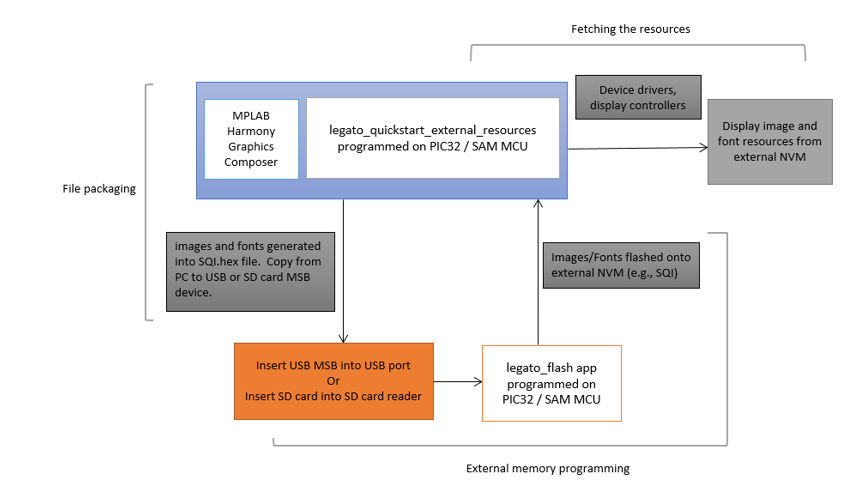 Fetching the resources
Device drivers,
display controllers
MPLAB
Harmony
Graphics
Composer
legato_quickstart_external_resources
programmed on PIC32 / SAM MCU
Display image and
font resources from
external NVM
File packaging
images and fonts generated
into SQI.hex file.  Copy from
PC to USB or SD card MSB
device.
Images/Fonts flashed onto
external NVM (e.g., SQI)
Insert USB MSB into USB port
Or
Insert SD card into SD card reader
legato_flash app
programmed on
PIC32 / SAM MCU
External memory programming